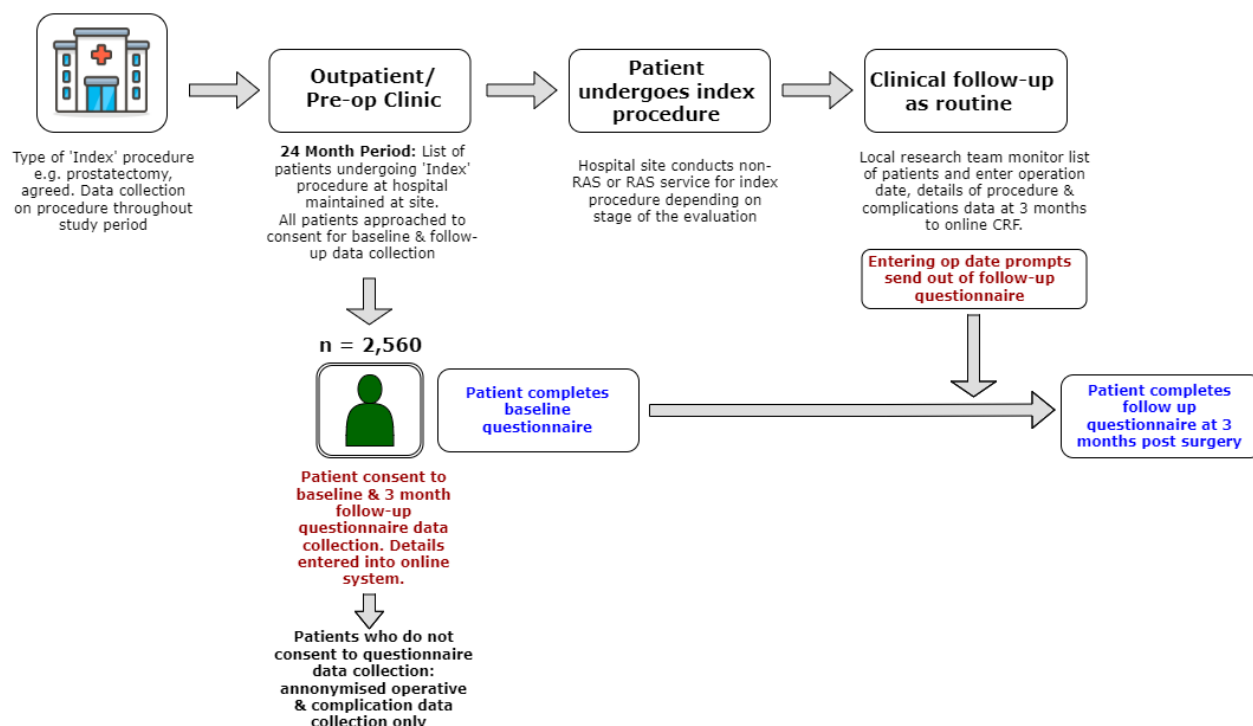 Outpatient/
Pre-op Clinic
Patient
undergoes index
procedure
Clinical follow-up
as routine
Type of 'Index' procedure
e.g. prostatectomy,
agreed. Data collection
on procedure throughout
study period
24 Month Period: List of
patients undergoing 'Index'
procedure at hospital
maintained at site.
All patients approached to
consent for baseline & follow-
up data collection
Hospital site conducts non-
RAS or RAS service for index
procedure depending on
stage of the evaluation
Local research team monitor list
of patients and enter operation
date, details of procedure &
complications data at 3 months
to online CRF.
Entering op date prompts
send out of follow-up
questionnaire
n = 2,560
Patient completes
baseline
questionnaire
Patient completes
follow up
questionnaire at 3
months post surgery
Patient consent to
baseline & 3 month
follow-up
questionnaire data
collection. Details
entered into online
system.
Patients who do not
consent to questionnaire
data collection:
annonymised operative
& complication data
collection only